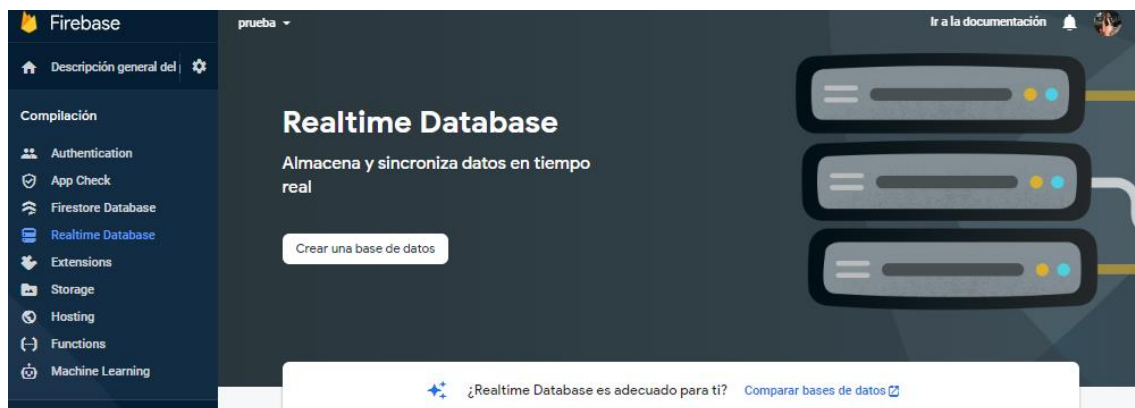 Firebase
prueba
Ir a la documentación
Descripción general del
Compilación
Authentication
App Check
Firestore Database
Realtime Database
Extensions
Storage
Hosting
Functions
Machine Learning
Realtime Database
Almacena y sincroniza datos en tiempo
real
Crear una base de datos
¿Realtime Database es adecuado para ti? Comparar bases de datos